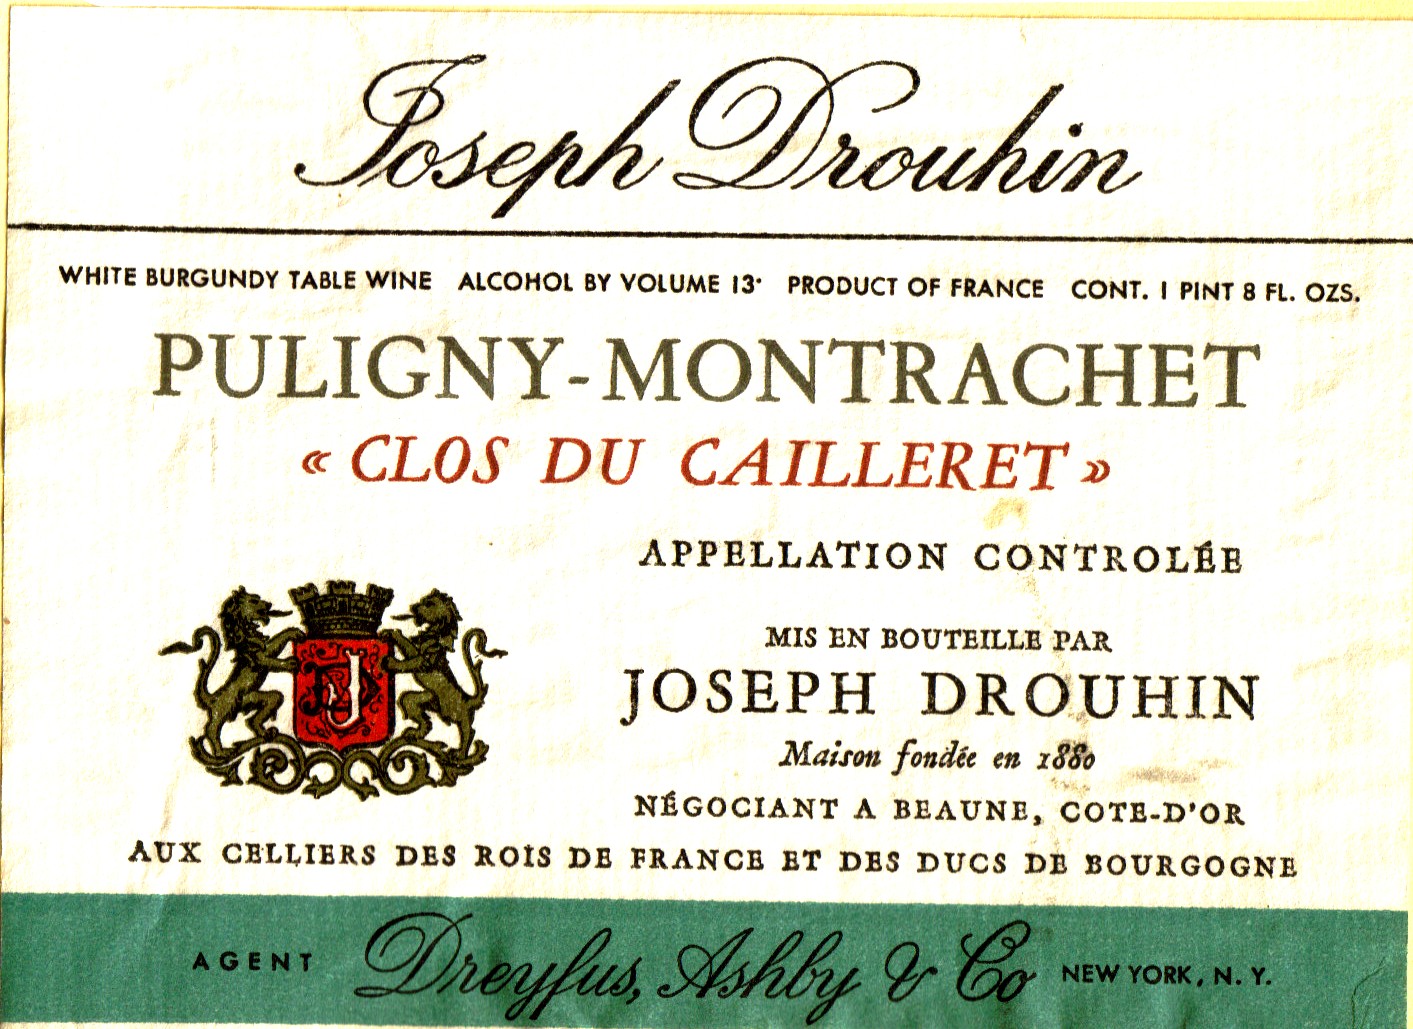 Joseph Drouhin
WHITE BURGUNDY TABLE WINE ALCOHOL BY VOLUME 13° PRODUCT OF FRANCE CONT. 1 PINT 8 FL. OZS.
PULIGNY-MONTRACHET
« CLOS DU CAILLERET »
APPELLATION CONTROLÉE
MIS EN BOUTEILLE PAR
JOSEPH DROUHIN
Maison fondée en 1880
NÉGOCIANT A BEAUNE, COTE-D'OR
AUX CELLIERS DES ROIS DE FRANCE ET DES DUCS DE BOURGOGNE
AGENT Dreyfus, Ashby & Co NEW YORK, N. Y.